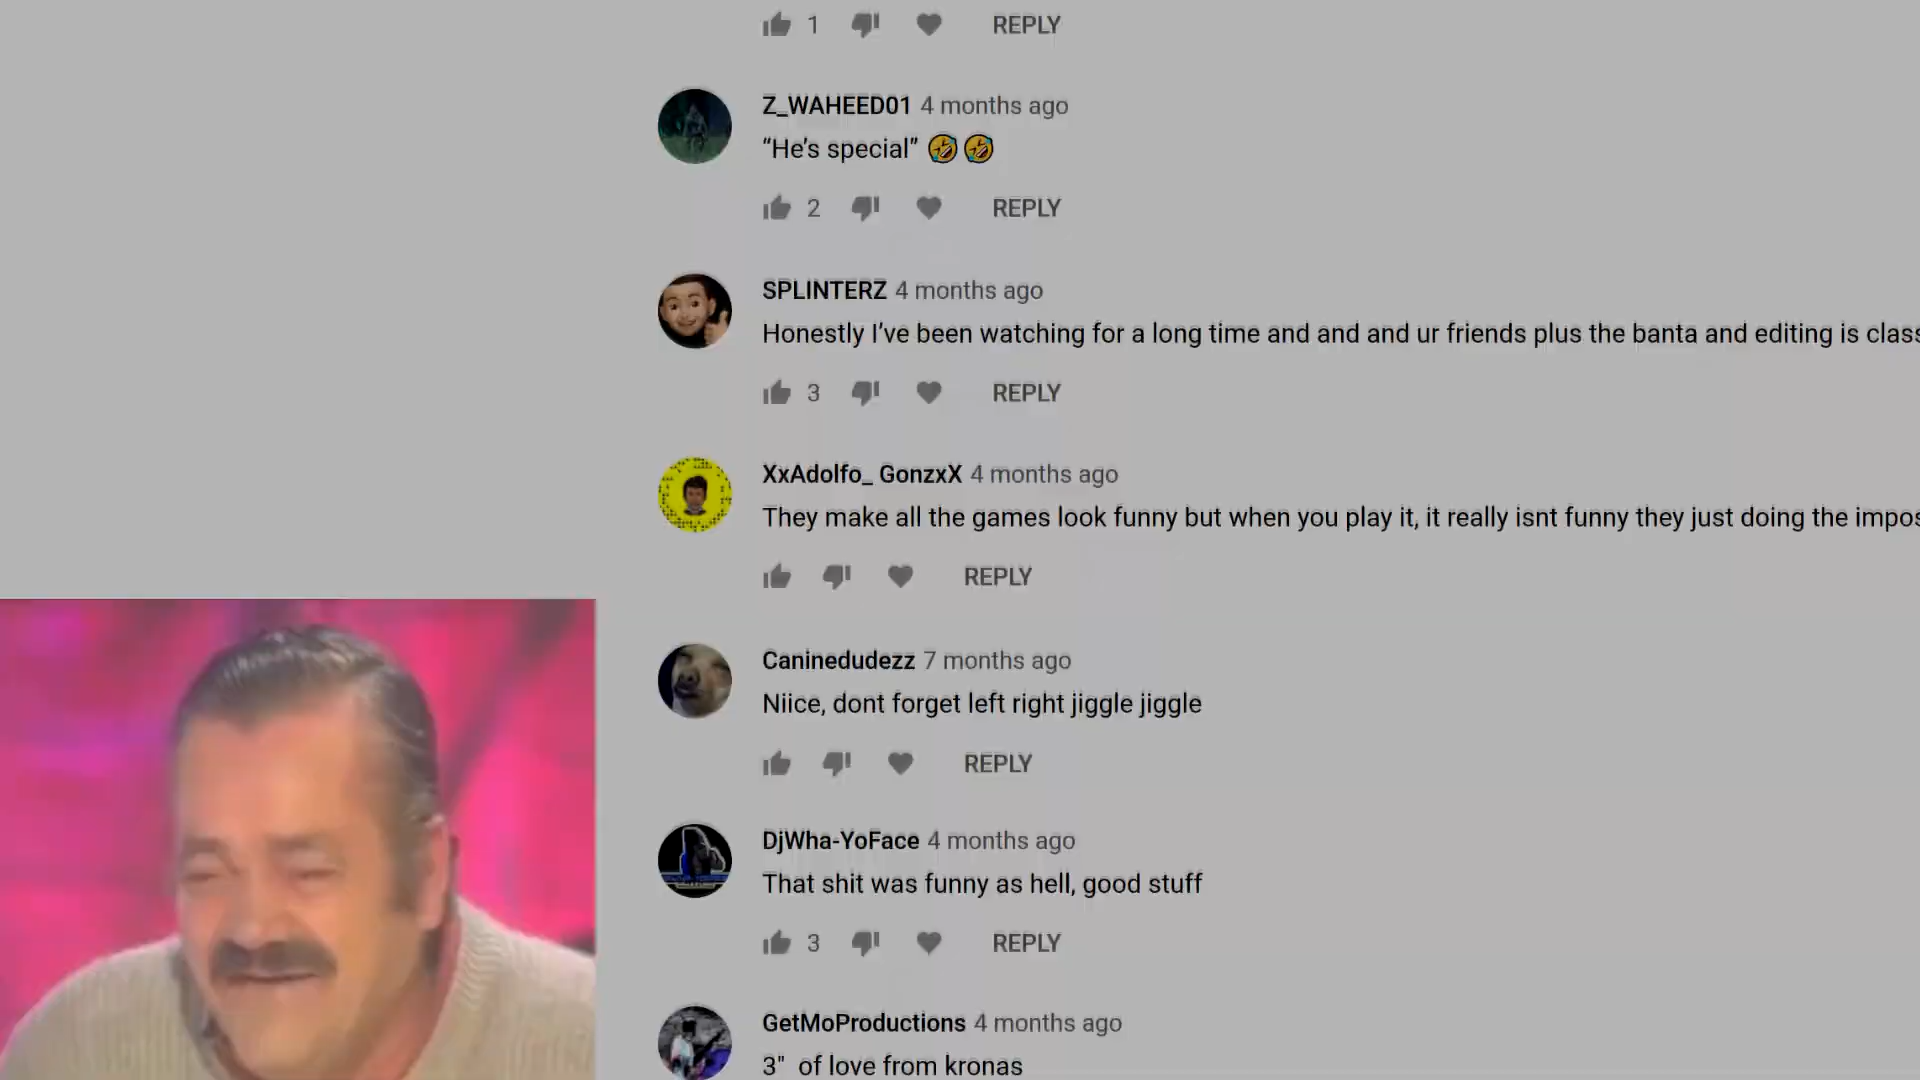 1 REPLY
Z_WAHEED01 4 months ago
“He’s special” 🤣🤣
2 REPLY
SPLINTERZ 4 months ago
Honestly I’ve been watching for a long time and and and ur friends plus the banta and editing is class
3 REPLY
XxAdolfo_ GonzxX 4 months ago
They make all the games look funny but when you play it, it really isnt funny they just doing the impos
REPLY
Caninedudezz 7 months ago
Niice, dont forget left right jiggle jiggle
REPLY
DjWha-YoFace 4 months ago
That shit was funny as hell, good stuff
3 REPLY
GetMoProductions 4 months ago
3" of love from kronas